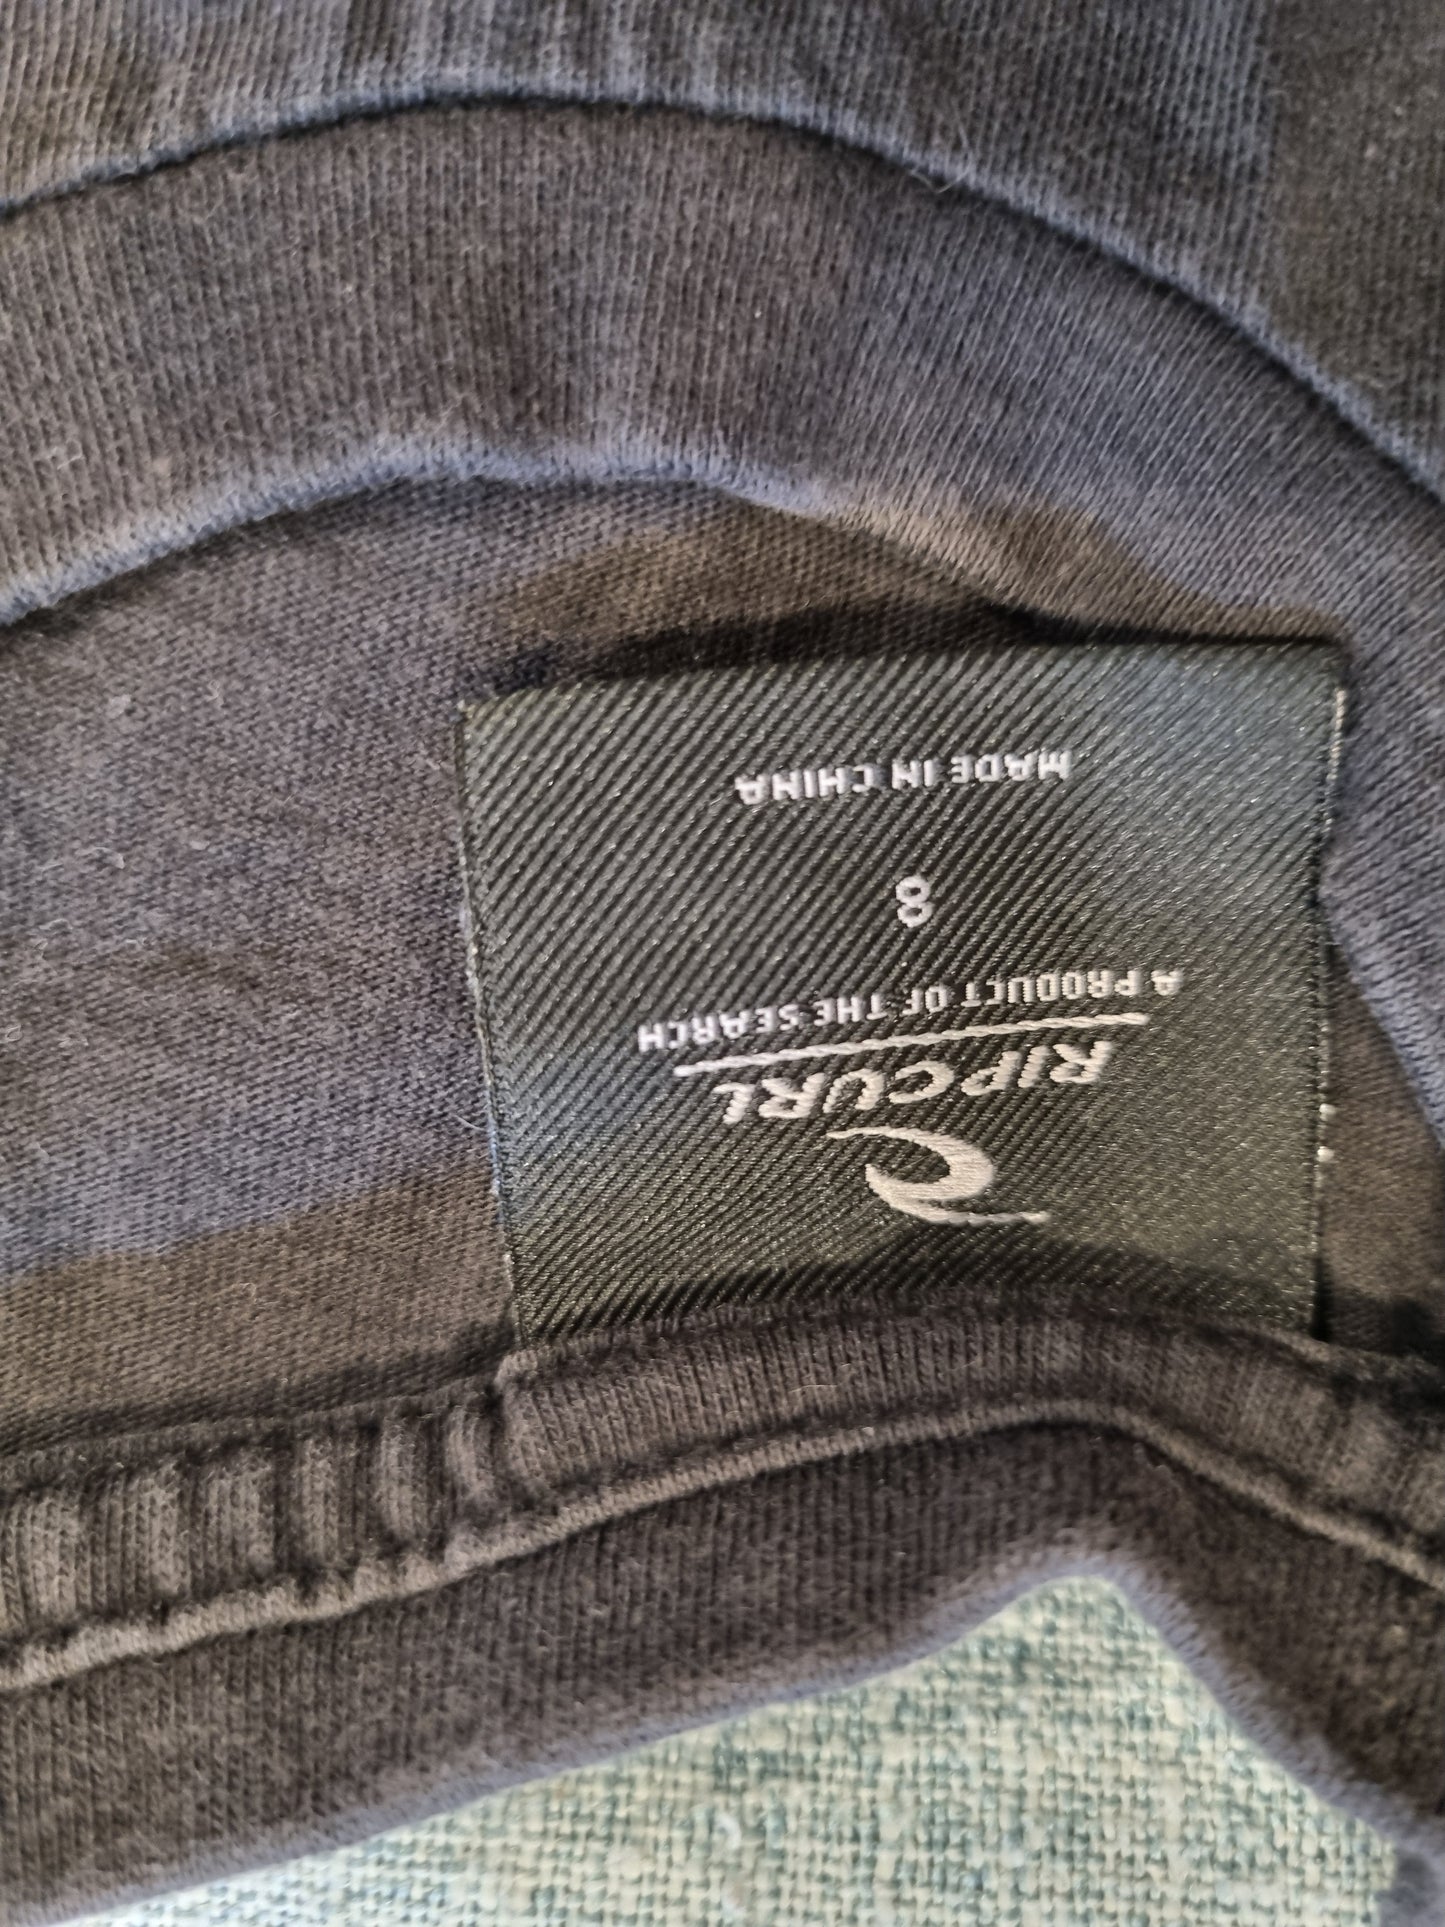 RIPCURL
A PRODUCT OF THE SEARCH
8
MADE IN CHINA